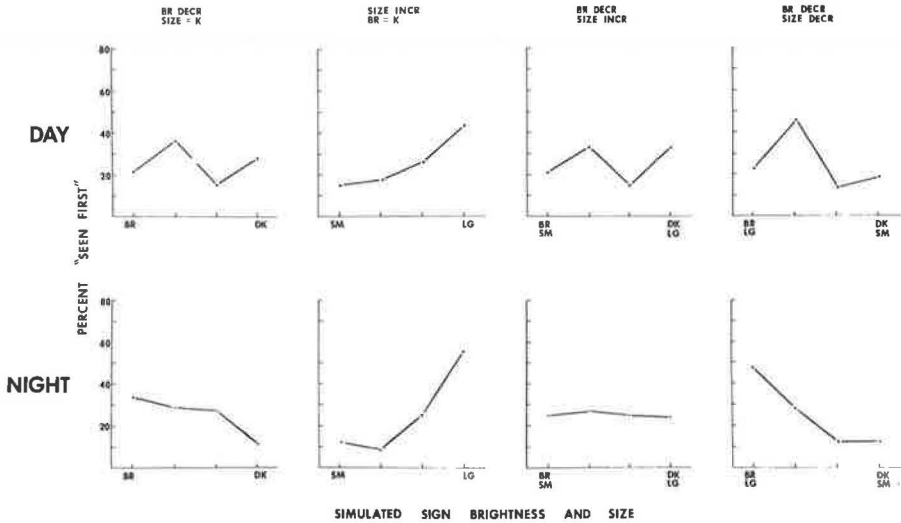 BR DECR
SIZE = K
SIZE INCR
BR = K
BR DECR
SIZE INCR
BR DECR
SIZE DECR
DAY
80
60
40
20
BR
DK
SM
LG
BR
SM
DK
LG
BR
LG
DK
SM
PERCENT "SEEN FIRST"
NIGHT
80
60
40
20
BR
DK
SM
LG
BR
SM
DK
LG
BR
LG
DK
SM
SIMULATED SIGN BRIGHTNESS AND SIZE